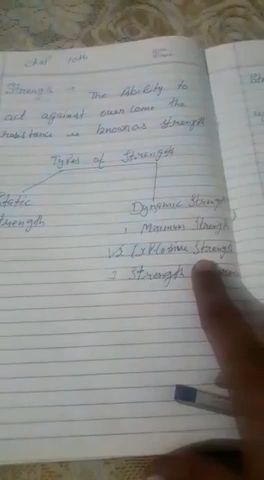 Strength - The Ability to
act against overcome the
substance is known as strength
Types of Strength
Static
Strength
Dynamic Strength
1 Maximum Strength
2 Explosive Strength
3 Strength